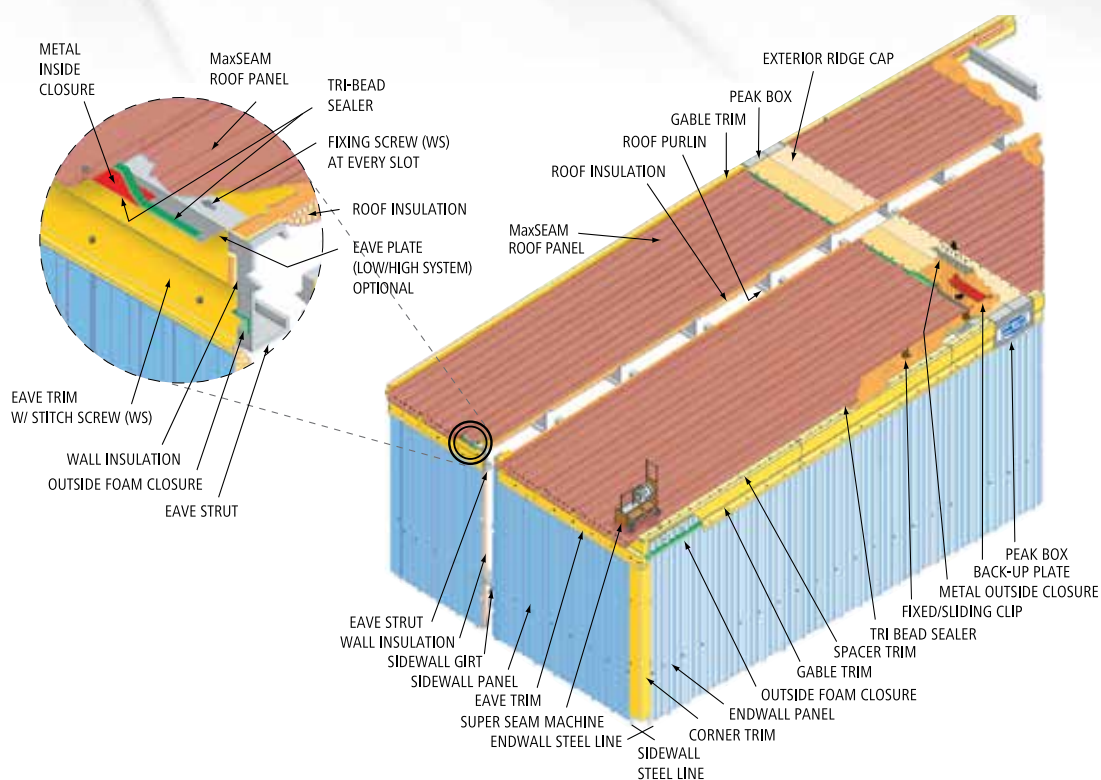 METAL
INSIDE
CLOSURE
MaxSEAM
ROOF PANEL
TRI-BEAD
SEALER
FIXING SCREW (WS)
AT EVERY SLOT
ROOF INSULATION
EAVE PLATE
(LOW/HIGH SYSTEM)
OPTIONAL
EAVE TRIM
W/ STITCH SCREW (WS)
WALL INSULATION
OUTSIDE FOAM CLOSURE
EAVE STRUT
EXTERIOR RIDGE CAP
PEAK BOX
GABLE TRIM
ROOF PURLIN
ROOF INSULATION
MaxSEAM
ROOF PANEL
EAVE STRUT
WALL INSULATION
SIDEWALL GIRT
SIDEWALL PANEL
EAVE TRIM
SUPER SEAM MACHINE
ENDWALL STEEL LINE
SIDEWALL
STEEL LINE
CORNER TRIM
ENDWALL PANEL
OUTSIDE FOAM CLOSURE
GABLE TRIM
SPACER TRIM
TRI BEAD SEALER
FIXED/SLIDING CLIP
METAL OUTSIDE CLOSURE
BACK-UP PLATE
PEAK BOX